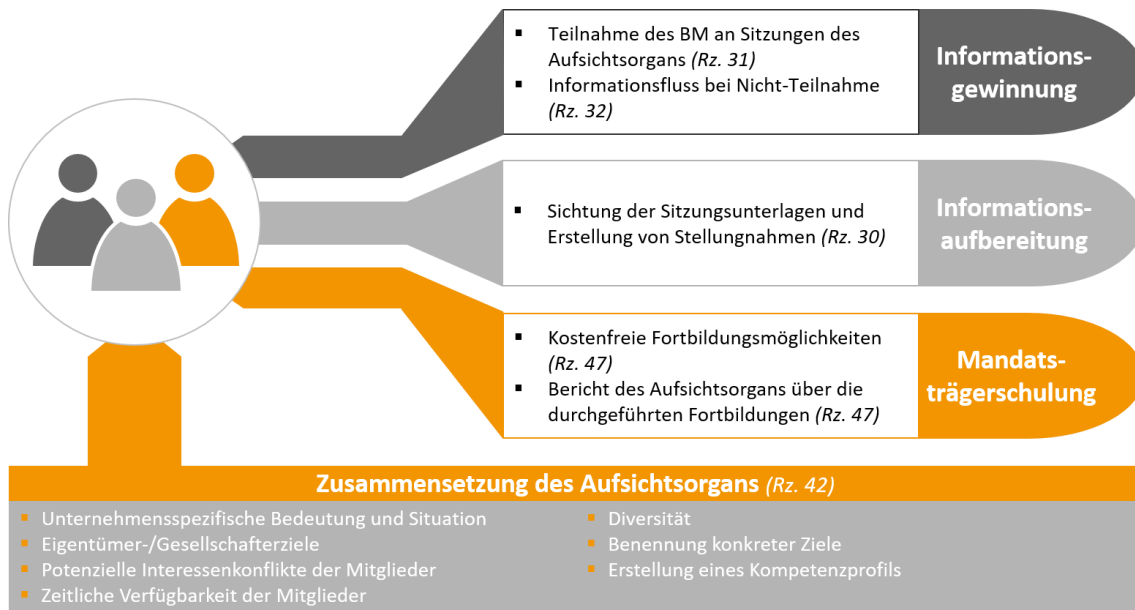 ▪ Teilnahme des BM an Sitzungen des
Aufsichtsorgans (Rz. 31)
▪ Informationsfluss bei Nicht-Teilnahme
(Rz. 32)
Informations-
gewinnung
▪ Sichtung der Sitzungsunterlagen und
Erstellung von Stellungnahmen (Rz. 30)
Informations-
aufbereitung
▪ Kostenfreie Fortbildungsmöglichkeiten
(Rz. 47)
▪ Bericht des Aufsichtsorgans über die
durchgeführten Fortbildungen (Rz. 47)
Mandats-
trägerschulung
Zusammensetzung des Aufsichtsorgans (Rz. 42)
▪ Unternehmensspezifische Bedeutung und Situation
▪ Eigentümer-/Gesellschafterziele
▪ Potenzielle Interessenkonflikte der Mitglieder
▪ Zeitliche Verfügbarkeit der Mitglieder
▪ Diversität
▪ Benennung konkreter Ziele
▪ Erstellung eines Kompetenzprofils